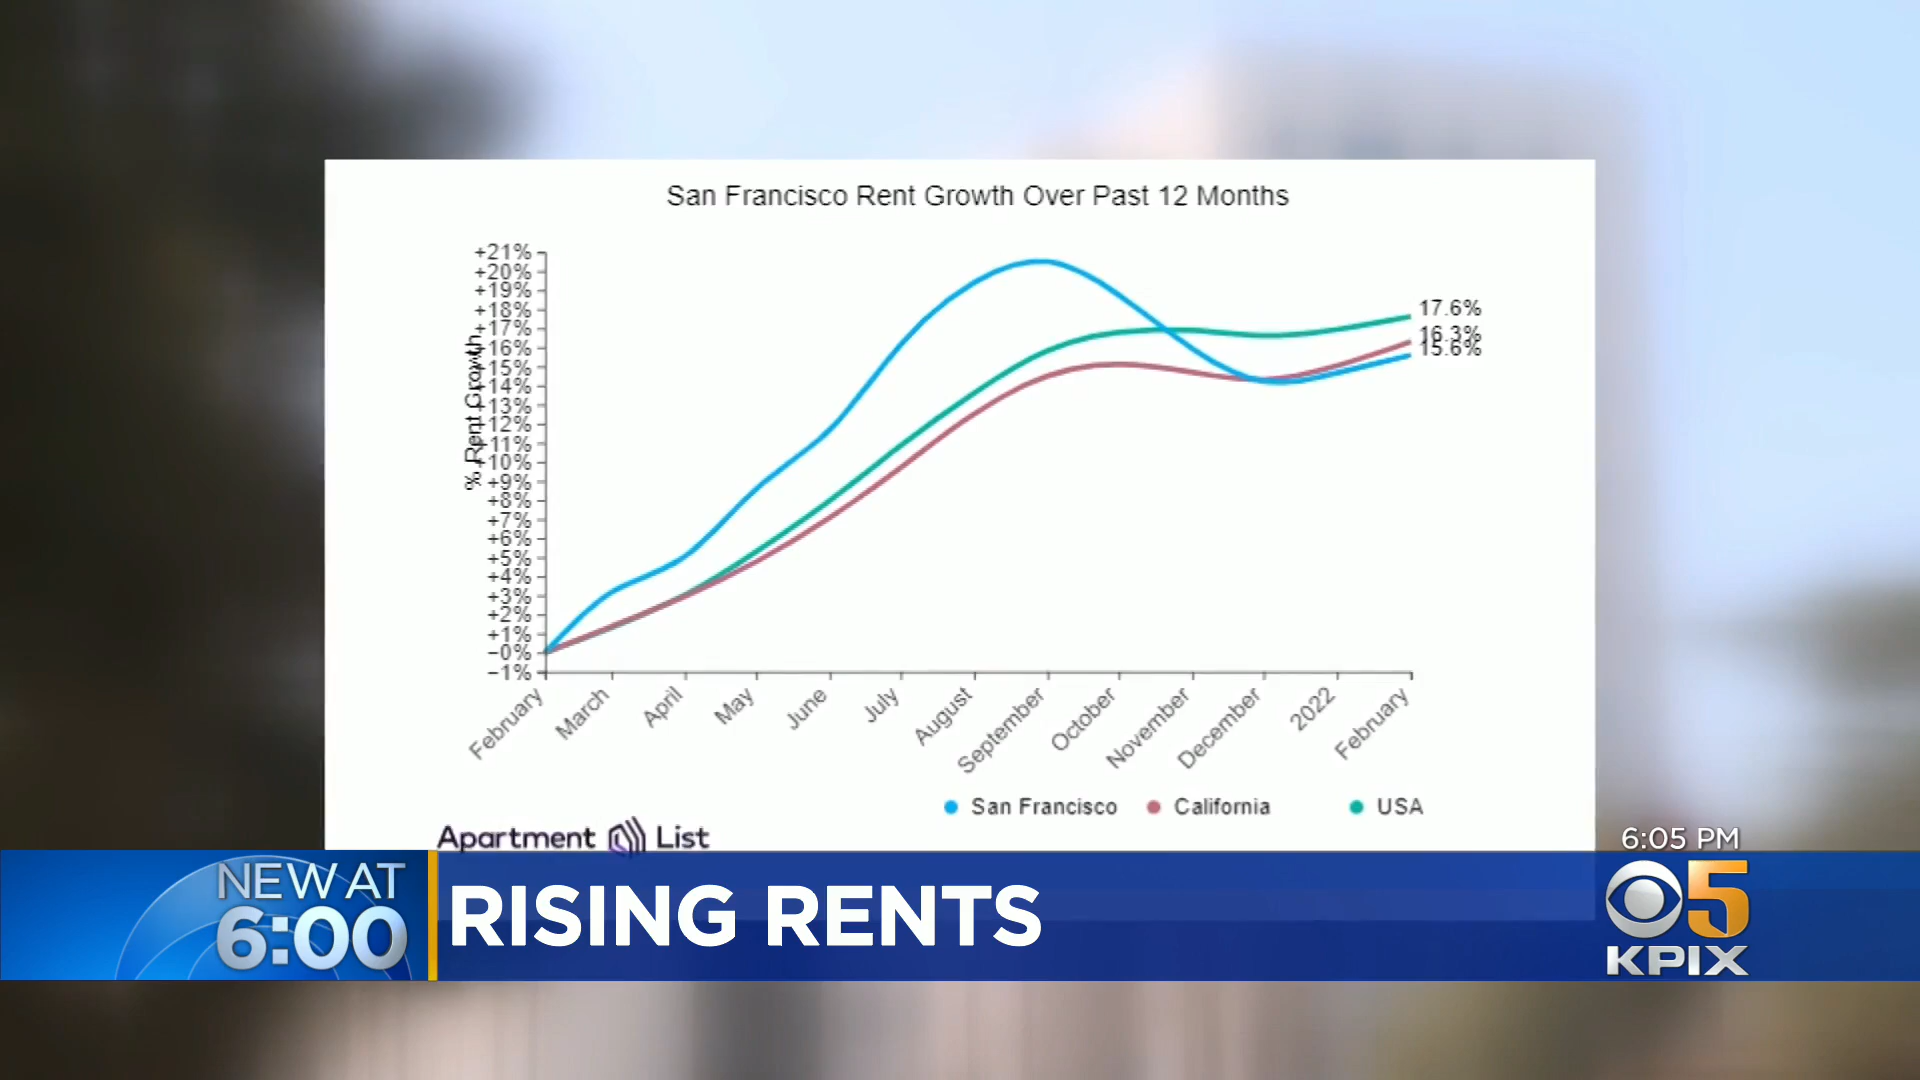 San Francisco Rent Growth Over Past 12 Months
% Rent Growth
+21%
+20%
+19%
+18%
+17%
+16%
+15%
+14%
+13%
+12%
+11%
+10%
+9%
+8%
+7%
+6%
+5%
+4%
+3%
+2%
+1%
−0%
−1%
17.6%
16.3%
15.6%
February
March
April
May
June
July
August
September
October
November
December
2022
February
San Francisco
California
USA
Apartment List
6:05 PM
NEW AT
6:00
RISING RENTS
5
KPIX